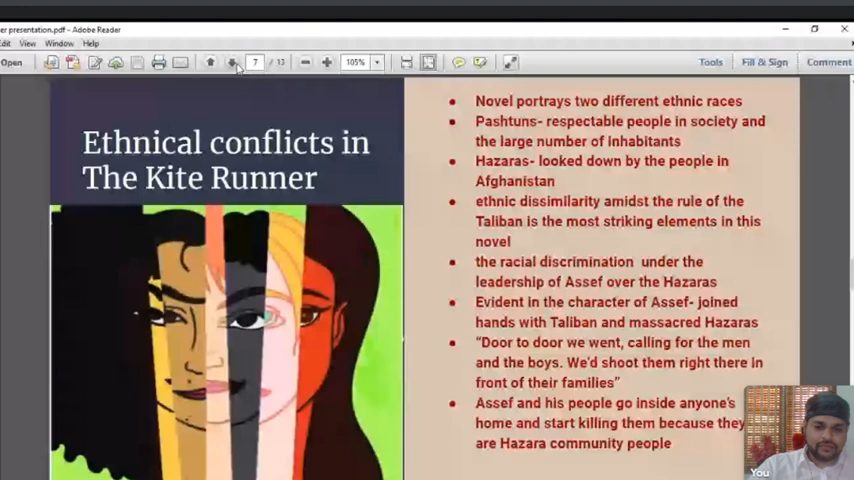 er presentation.pdf - Adobe Reader
Edit View Window Help
Open 7 / 13 105% Tools Fill & Sign Comment
Ethnical conflicts in
The Kite Runner
● Novel portrays two different ethnic races
● Pashtuns- respectable people in society and
the large number of inhabitants
● Hazaras- looked down by the people in
Afghanistan
● ethnic dissimilarity amidst the rule of the
Taliban is the most striking elements in this
novel
● the racial discrimination under the
leadership of Assef over the Hazaras
● Evident in the character of Assef- joined
hands with Taliban and massacred Hazaras
● “Door to door we went, calling for the men
and the boys. We'd shoot them right there in
front of their families”
● Assef and his people go inside anyone's
home and start killing them because they
are Hazara community people
You